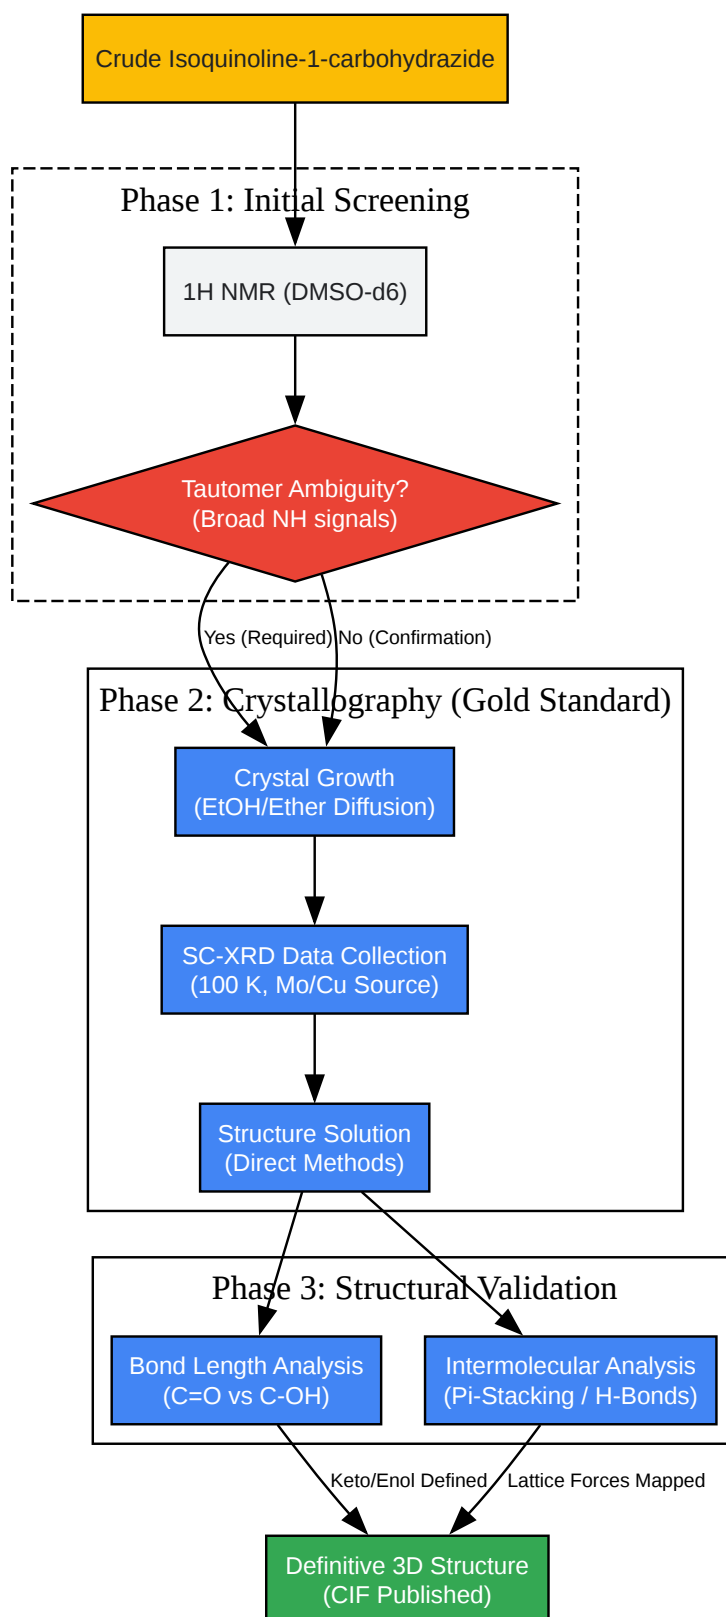 Crude Isoquinoline-1-carbohydrazide
Phase 1: Initial Screening
1H NMR (DMSO-d6)
Tautomer Ambiguity?
(Broad NH signals)
Yes (Required)
No (Confirmation)
Phase 2: Crystallography (Gold Standard)
Crystal Growth
(EtOH/Ether Diffusion)
SC-XRD Data Collection
(100 K, Mo/Cu Source)
Structure Solution
(Direct Methods)
Phase 3: Structural Validation
Bond Length Analysis
(C=O vs C-OH)
Intermolecular Analysis
(Pi-Stacking / H-Bonds)
Keto/Enol Defined
Lattice Forces Mapped
Definitive 3D Structure
(CIF Published)